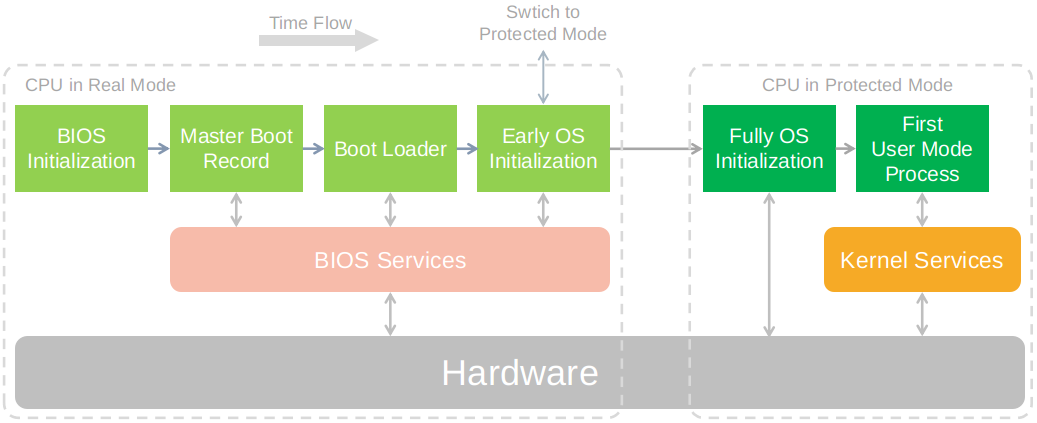 Time Flow
Swtich to
Protected Mode
CPU in Real Mode
CPU in Protected Mode
BIOS
Initialization
Master Boot
Record
Boot Loader
Early OS
Initialization
Fully OS
Initialization
First
User Mode
Process
BIOS Services
Kernel Services
Hardware